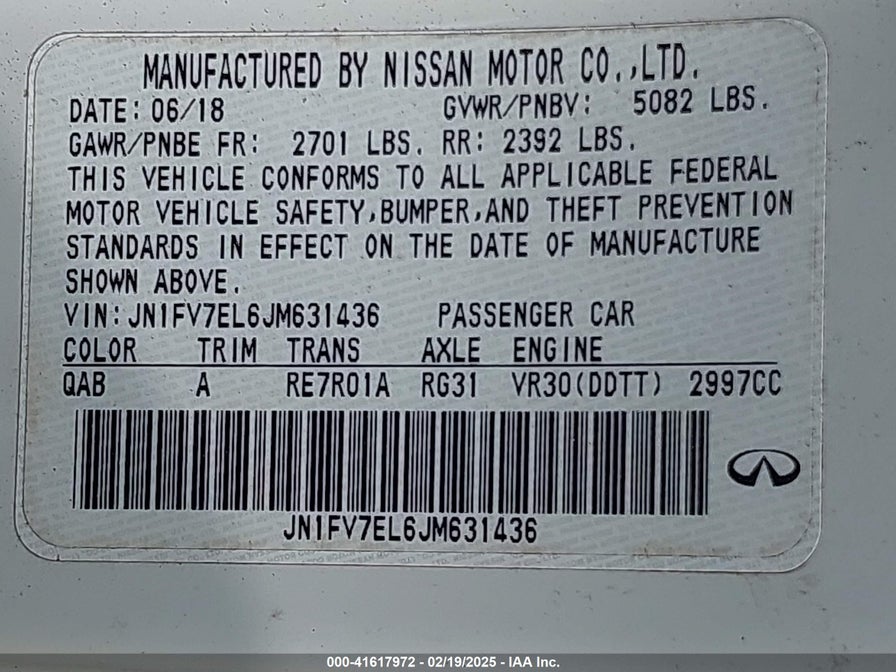 MANUFACTURED BY NISSAN MOTOR CO.,LTD.
DATE: 06/18 GVWR/PNBV: 5082 LBS.
GAWR/PNBE FR: 2701 LBS. RR: 2392 LBS.
THIS VEHICLE CONFORMS TO ALL APPLICABLE FEDERAL
MOTOR VEHICLE SAFETY,BUMPER,AND THEFT PREVENTION
STANDARDS IN EFFECT ON THE DATE OF MANUFACTURE
SHOWN ABOVE.
VIN:JN1FV7EL6JM631436 PASSENGER CAR
COLOR TRIM TRANS AXLE ENGINE
QAB A RE7R01A RG31 VR30(DDTT) 2997CC
JN1FV7EL6JM631436
000-41617972 - 02/19/2025 - IAA Inc.